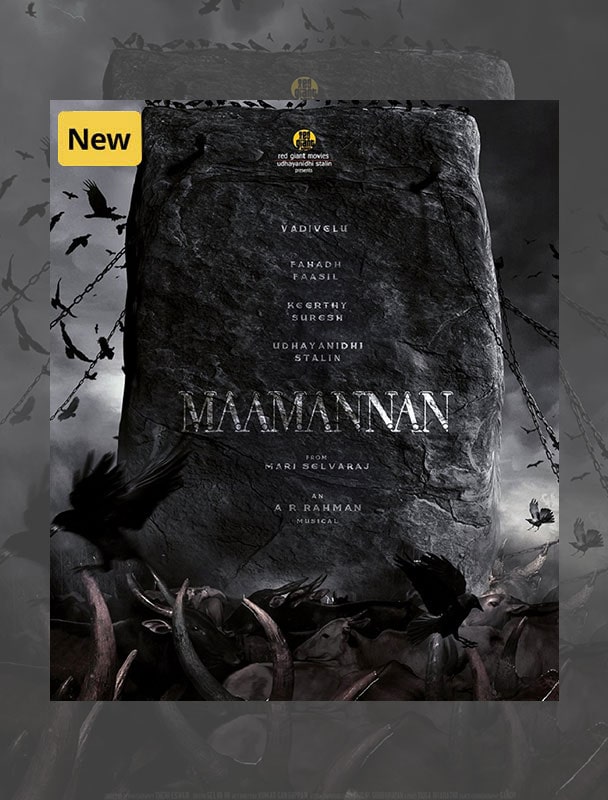 New
red giant movies
udhayanidhi stalin
presents
VADIVELU
FAHADH
FAASIL
KEERTHY
SURESH
UDHAYANIDHI
STALIN
MAAMANNAN
FROM
MARI SELVARAJ
AN
A R RAHMAN
MUSICAL